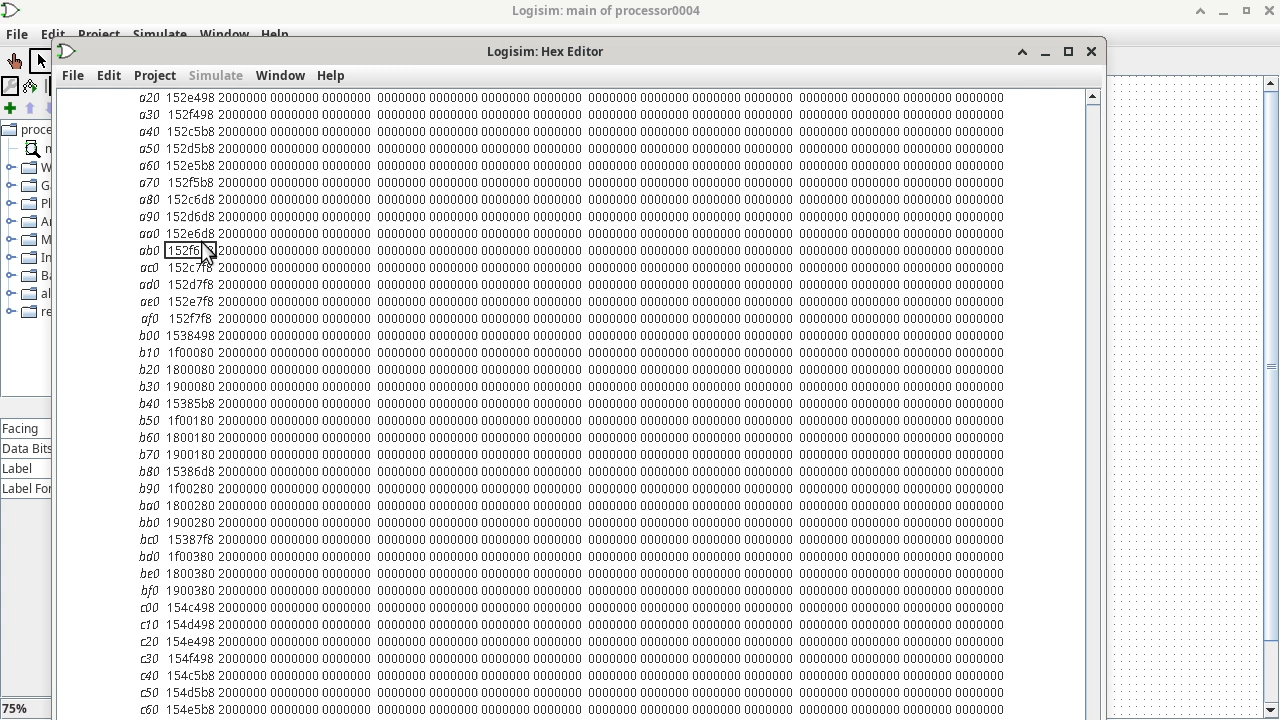 Logisim: main of processor0004
File Edit Project Simulate Window Help
Logisim: Hex Editor
File Edit Project Simulate Window Help
a20 152e498 2000000 0000000 0000000 0000000 0000000 0000000 0000000 0000000 0000000 0000000 0000000 0000000 0000000 0000000 0000000
a30 152f498 2000000 0000000 0000000 0000000 0000000 0000000 0000000 0000000 0000000 0000000 0000000 0000000 0000000 0000000 0000000
a40 152c5b8 2000000 0000000 0000000 0000000 0000000 0000000 0000000 0000000 0000000 0000000 0000000 0000000 0000000 0000000 0000000
a50 152d5b8 2000000 0000000 0000000 0000000 0000000 0000000 0000000 0000000 0000000 0000000 0000000 0000000 0000000 0000000 0000000
a60 152e5b8 2000000 0000000 0000000 0000000 0000000 0000000 0000000 0000000 0000000 0000000 0000000 0000000 0000000 0000000 0000000
a70 152f5b8 2000000 0000000 0000000 0000000 0000000 0000000 0000000 0000000 0000000 0000000 0000000 0000000 0000000 0000000 0000000
a80 152c6d8 2000000 0000000 0000000 0000000 0000000 0000000 0000000 0000000 0000000 0000000 0000000 0000000 0000000 0000000 0000000
a90 152d6d8 2000000 0000000 0000000 0000000 0000000 0000000 0000000 0000000 0000000 0000000 0000000 0000000 0000000 0000000 0000000
aa0 152e6d8 2000000 0000000 0000000 0000000 0000000 0000000 0000000 0000000 0000000 0000000 0000000 0000000 0000000 0000000 0000000
ab0 2000000 0000000 0000000 0000000 0000000 0000000 0000000 0000000 0000000 0000000 0000000 0000000 0000000 0000000 0000000
ac0 152c7f8 2000000 0000000 0000000 0000000 0000000 0000000 0000000 0000000 0000000 0000000 0000000 0000000 0000000 0000000 0000000
ad0 152d7f8 2000000 0000000 0000000 0000000 0000000 0000000 0000000 0000000 0000000 0000000 0000000 0000000 0000000 0000000 0000000
ae0 152e7f8 2000000 0000000 0000000 0000000 0000000 0000000 0000000 0000000 0000000 0000000 0000000 0000000 0000000 0000000 0000000
af0 152f7f8 2000000 0000000 0000000 0000000 0000000 0000000 0000000 0000000 0000000 0000000 0000000 0000000 0000000 0000000 0000000
b00 1538498 2000000 0000000 0000000 0000000 0000000 0000000 0000000 0000000 0000000 0000000 0000000 0000000 0000000 0000000 0000000
b10 1f00080 2000000 0000000 0000000 0000000 0000000 0000000 0000000 0000000 0000000 0000000 0000000 0000000 0000000 0000000 0000000
b20 1800080 2000000 0000000 0000000 0000000 0000000 0000000 0000000 0000000 0000000 0000000 0000000 0000000 0000000 0000000 0000000
b30 1900080 2000000 0000000 0000000 0000000 0000000 0000000 0000000 0000000 0000000 0000000 0000000 0000000 0000000 0000000 0000000
b40 15385b8 2000000 0000000 0000000 0000000 0000000 0000000 0000000 0000000 0000000 0000000 0000000 0000000 0000000 0000000 0000000
b50 1f00180 2000000 0000000 0000000 0000000 0000000 0000000 0000000 0000000 0000000 0000000 0000000 0000000 0000000 0000000 0000000
b60 1800180 2000000 0000000 0000000 0000000 0000000 0000000 0000000 0000000 0000000 0000000 0000000 0000000 0000000 0000000 0000000
b70 1900180 2000000 0000000 0000000 0000000 0000000 0000000 0000000 0000000 0000000 0000000 0000000 0000000 0000000 0000000 0000000
b80 15386d8 2000000 0000000 0000000 0000000 0000000 0000000 0000000 0000000 0000000 0000000 0000000 0000000 0000000 0000000 0000000
b90 1f00280 2000000 0000000 0000000 0000000 0000000 0000000 0000000 0000000 0000000 0000000 0000000 0000000 0000000 0000000 0000000
ba0 1800280 2000000 0000000 0000000 0000000 0000000 0000000 0000000 0000000 0000000 0000000 0000000 0000000 0000000 0000000 0000000
bb0 1900280 2000000 0000000 0000000 0000000 0000000 0000000 0000000 0000000 0000000 0000000 0000000 0000000 0000000 0000000 0000000
bc0 15387f8 2000000 0000000 0000000 0000000 0000000 0000000 0000000 0000000 0000000 0000000 0000000 0000000 0000000 0000000 0000000
bd0 1f00380 2000000 0000000 0000000 0000000 0000000 0000000 0000000 0000000 0000000 0000000 0000000 0000000 0000000 0000000 0000000
be0 1800380 2000000 0000000 0000000 0000000 0000000 0000000 0000000 0000000 0000000 0000000 0000000 0000000 0000000 0000000 0000000
bf0 1900380 2000000 0000000 0000000 0000000 0000000 0000000 0000000 0000000 0000000 0000000 0000000 0000000 0000000 0000000 0000000
c00 154c498 2000000 0000000 0000000 0000000 0000000 0000000 0000000 0000000 0000000 0000000 0000000 0000000 0000000 0000000 0000000
c10 154d498 2000000 0000000 0000000 0000000 0000000 0000000 0000000 0000000 0000000 0000000 0000000 0000000 0000000 0000000 0000000
c20 154e498 2000000 0000000 0000000 0000000 0000000 0000000 0000000 0000000 0000000 0000000 0000000 0000000 0000000 0000000 0000000
c30 154f498 2000000 0000000 0000000 0000000 0000000 0000000 0000000 0000000 0000000 0000000 0000000 0000000 0000000 0000000 0000000
c40 154c5b8 2000000 0000000 0000000 0000000 0000000 0000000 0000000 0000000 0000000 0000000 0000000 0000000 0000000 0000000 0000000
c50 154d5b8 2000000 0000000 0000000 0000000 0000000 0000000 0000000 0000000 0000000 0000000 0000000 0000000 0000000 0000000 0000000
c60 154e5b8 2000000 0000000 0000000 0000000 0000000 0000000 0000000 0000000 0000000 0000000 0000000 0000000 0000000 0000000 0000000
proce
W
Ga
Pl
Ar
M
In
Ba
al
re
Facing
Data Bits
Label
Label For
75%